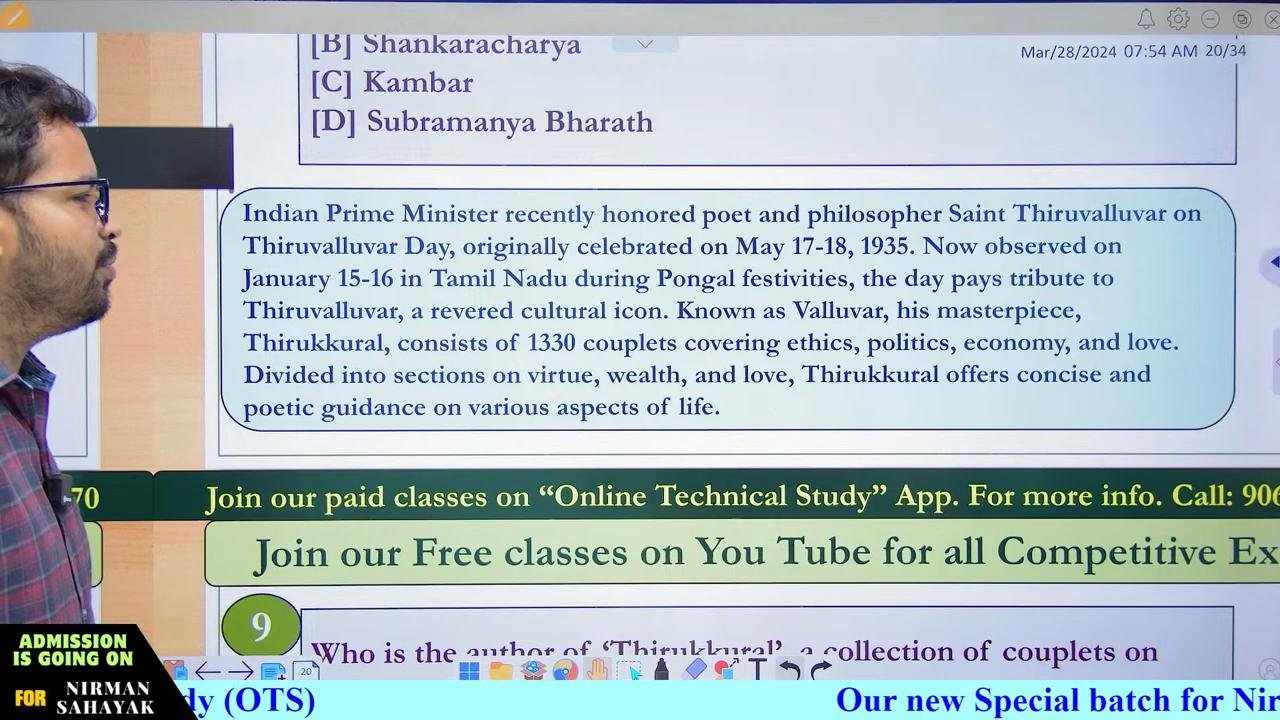 [B] Shankaracharya
Mar/28/2024 07:54 AM 20/34
[C] Kambar
[D] Subramanya Bharath
Indian Prime Minister recently honored poet and philosopher Saint Thiruvalluvar on
Thiruvalluvar Day, originally celebrated on May 17-18, 1935. Now observed on
January 15-16 in Tamil Nadu during Pongal festivities, the day pays tribute to
Thiruvalluvar, a revered cultural icon. Known as Valluvar, his masterpiece,
Thirukkural, consists of 1330 couplets covering ethics, politics, economy, and love.
Divided into sections on virtue, wealth, and love, Thirukkural offers concise and
poetic guidance on various aspects of life.
70
Join our paid classes on “Online Technical Study” App. For more info. Call: 906
Join our Free classes on You Tube for all Competitive Ex
9
Who is the author of ‘Thirukkural’, a collection of couplets on
20
ADMISSION
IS GOING ON
FOR NIRMAN
SAHAYAK
dy (OTS)
Our new Special batch for Nir